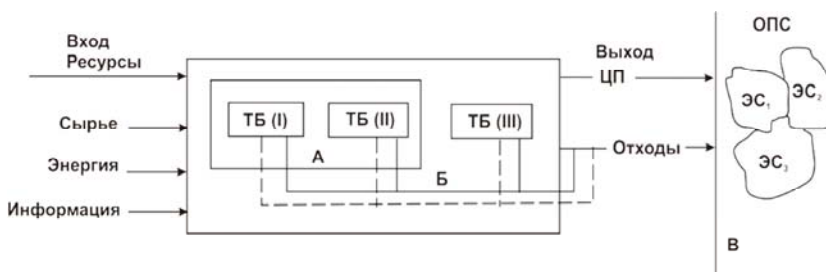 Вход
Ресурсы
Сырье
Энергия
Информация
ТБ (I)
ТБ (II)
ТБ (III)
А
Б
Выход
ЦП
Отходы
ОПС
ЭС₁
ЭС₂
ЭС₃
В